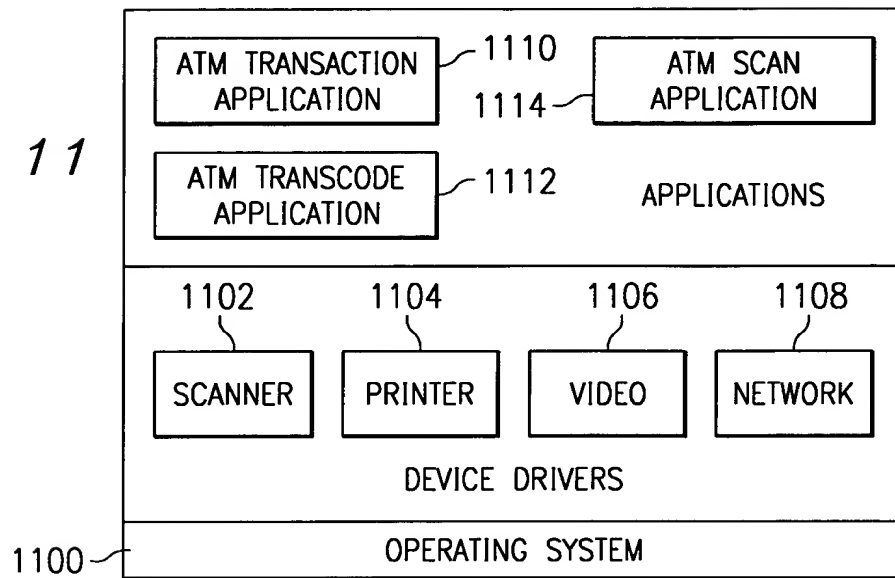 11
ATM TRANSACTION
APPLICATION
1110
ATM SCAN
APPLICATION
1114
ATM TRANSCODE
APPLICATION
1112
APPLICATIONS
1102
1104
1106
1108
SCANNER
PRINTER
VIDEO
NETWORK
DEVICE DRIVERS
1100
OPERATING SYSTEM